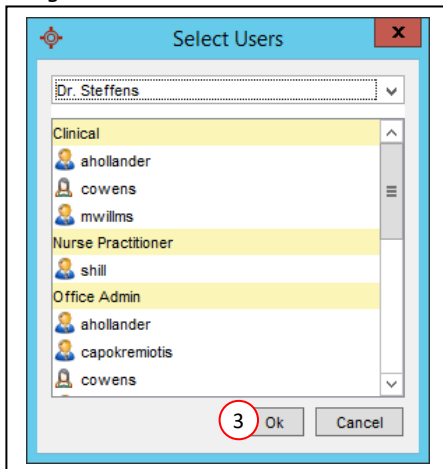 Select Users
x
Dr. Steffens
Clinical
ahollander
cowens
mwillms
Nurse Practitioner
shill
Office Admin
ahollander
capokremiotis
cowens
3 Ok Cancel